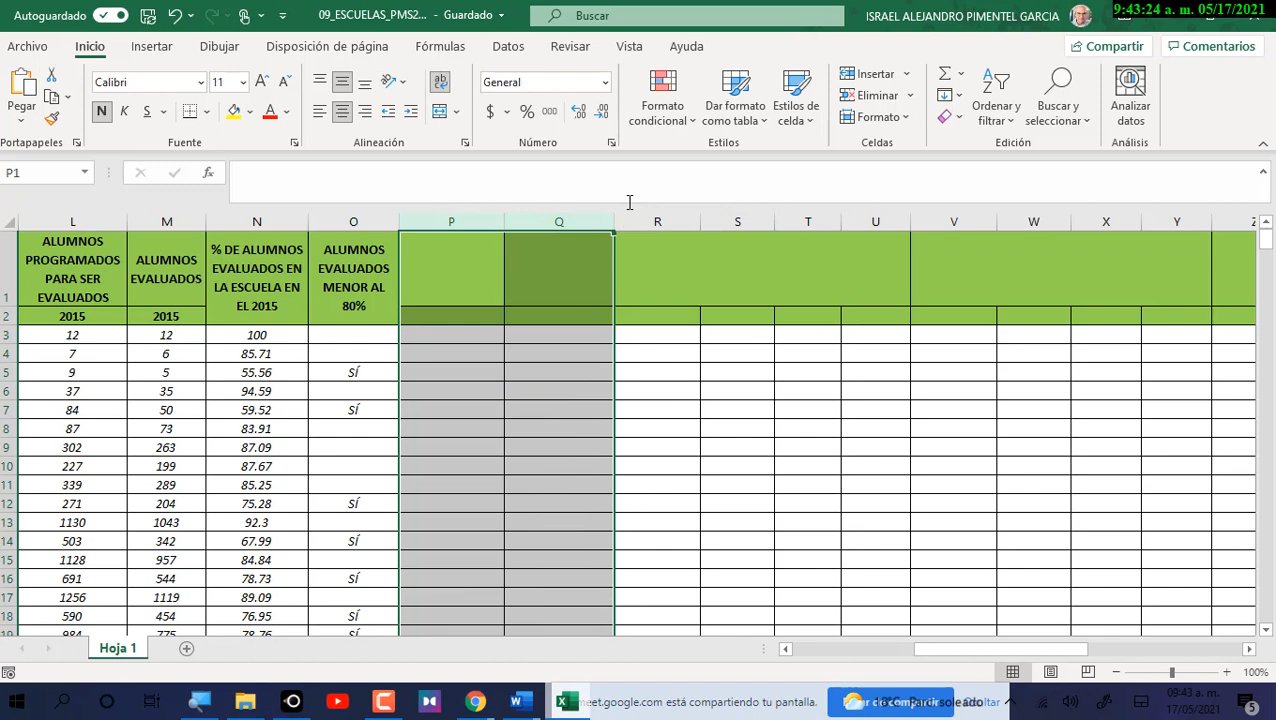 Autoguardado
09_ESCUELAS_PMS2... - Guardado
Buscar
ISRAEL ALEJANDRO PIMENTEL GARCIA
9:43:24 a. m. 05/17/2021
Archivo Inicio Insertar Dibujar Disposición de página Fórmulas Datos Revisar Vista Ayuda
Compartir Comentarios
Pegar
Calibri 11
N K S
ab
General
$ % 000
Formato condicional
Dar formato como tabla
Estilos de celda
Insertar
Eliminar
Formato
Ordenar y filtrar
Buscar y seleccionar
Analizar datos
Portapapeles Fuente Alineación Número Estilos Celdas Edición Análisis
P1
fx
L M N O P Q R S T U V W X Y Z
1 ALUMNOS PROGRAMADOS PARA SER EVALUADOS ALUMNOS EVALUADOS % DE ALUMNOS EVALUADOS EN LA ESCUELA EN EL 2015 ALUMNOS EVALUADOS MENOR AL 80%
2 2015 2015
3 12 12 100
4 7 6 85.71
5 9 5 55.56 SÍ
6 37 35 94.59
7 84 50 59.52 SÍ
8 87 73 83.91
9 302 263 87.09
10 227 199 87.67
11 339 289 85.25
12 271 204 75.28 SÍ
13 1130 1043 92.3
14 503 342 67.99 SÍ
15 1128 957 84.84
16 691 544 78.73 SÍ
17 1256 1119 89.09
18 590 454 76.95 SÍ
19 984 775 78.76 SÍ
Hoja 1
100%
meet.google.com está compartiendo tu pantalla.
18°C
soleado
09:43 a. m.
17/05/2021
5